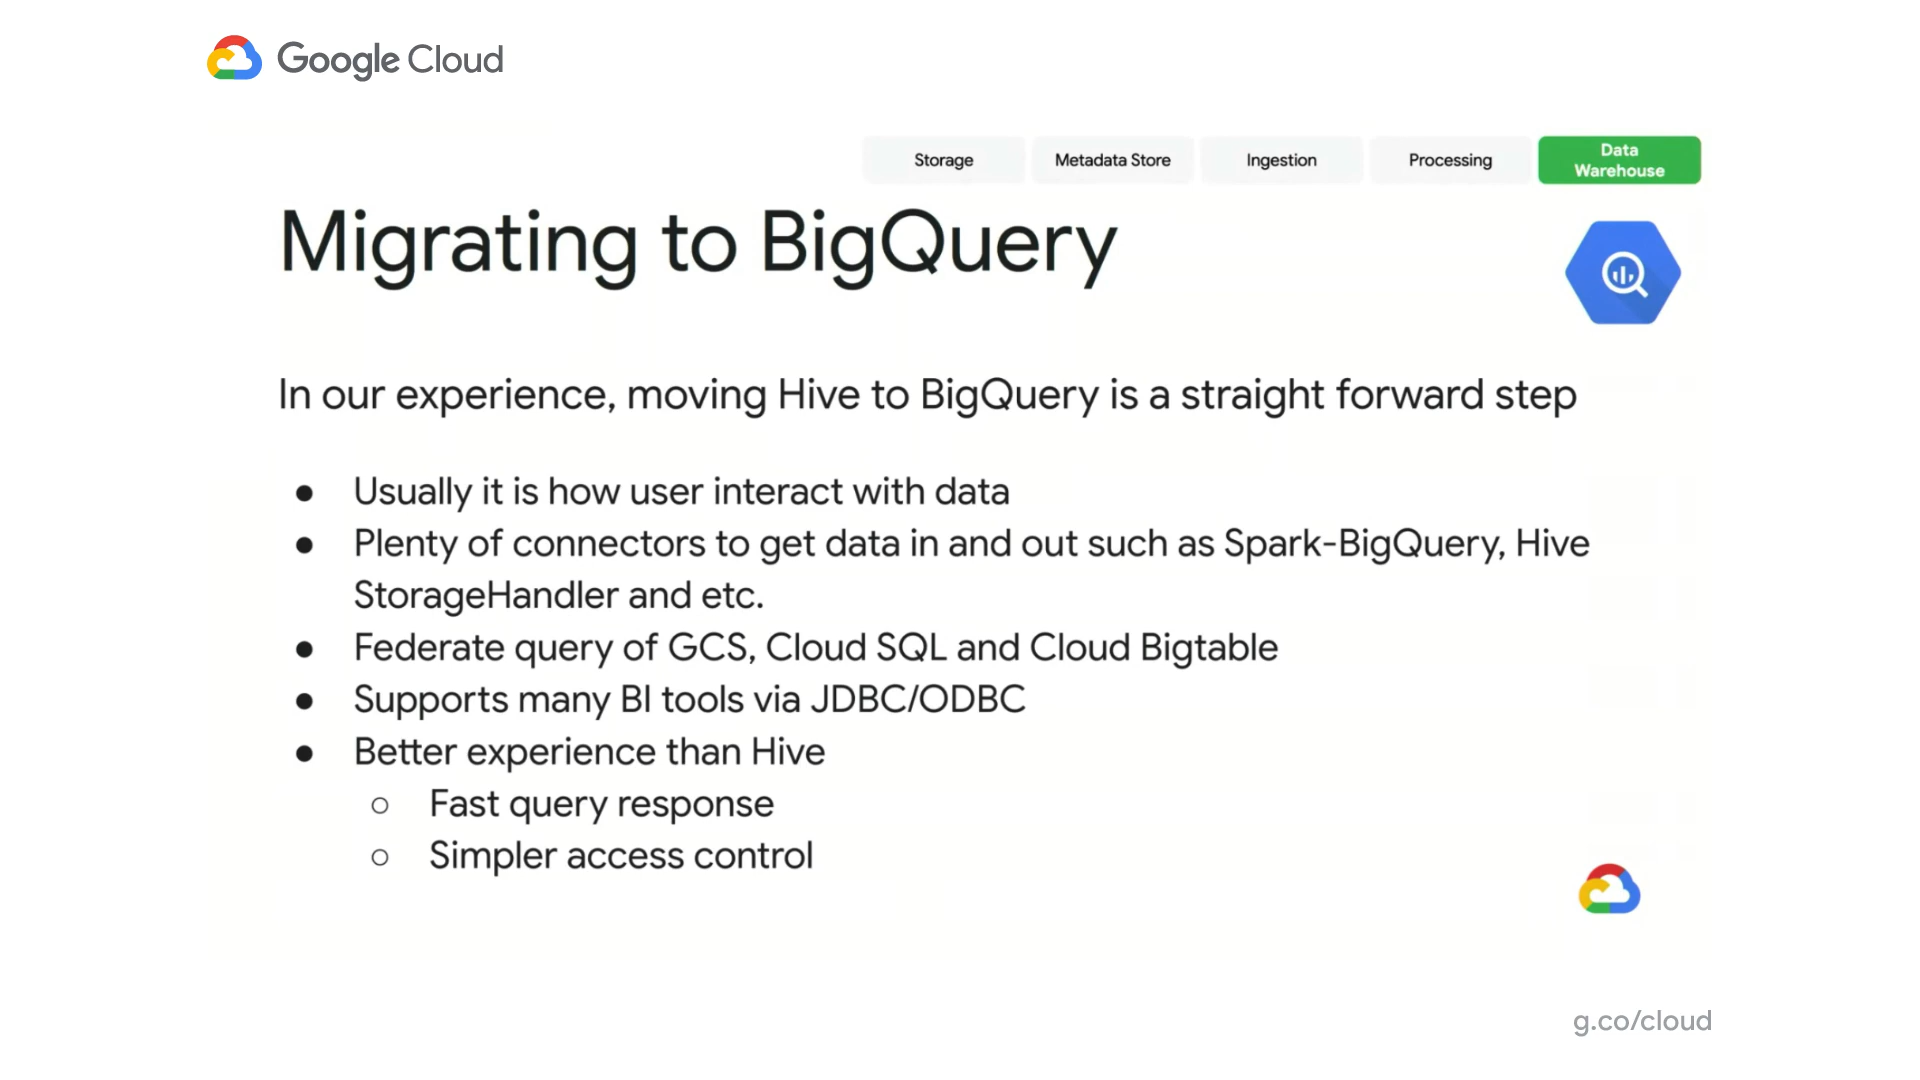 Google Cloud
Storage
Metadata Store
Ingestion
Processing
Data
Warehouse
Migrating to BigQuery
In our experience, moving Hive to BigQuery is a straight forward step
● Usually it is how user interact with data
● Plenty of connectors to get data in and out such as Spark-BigQuery, Hive
StorageHandler and etc.
● Federate query of GCS, Cloud SQL and Cloud Bigtable
● Supports many BI tools via JDBC/ODBC
● Better experience than Hive
○ Fast query response
○ Simpler access control
g.co/cloud